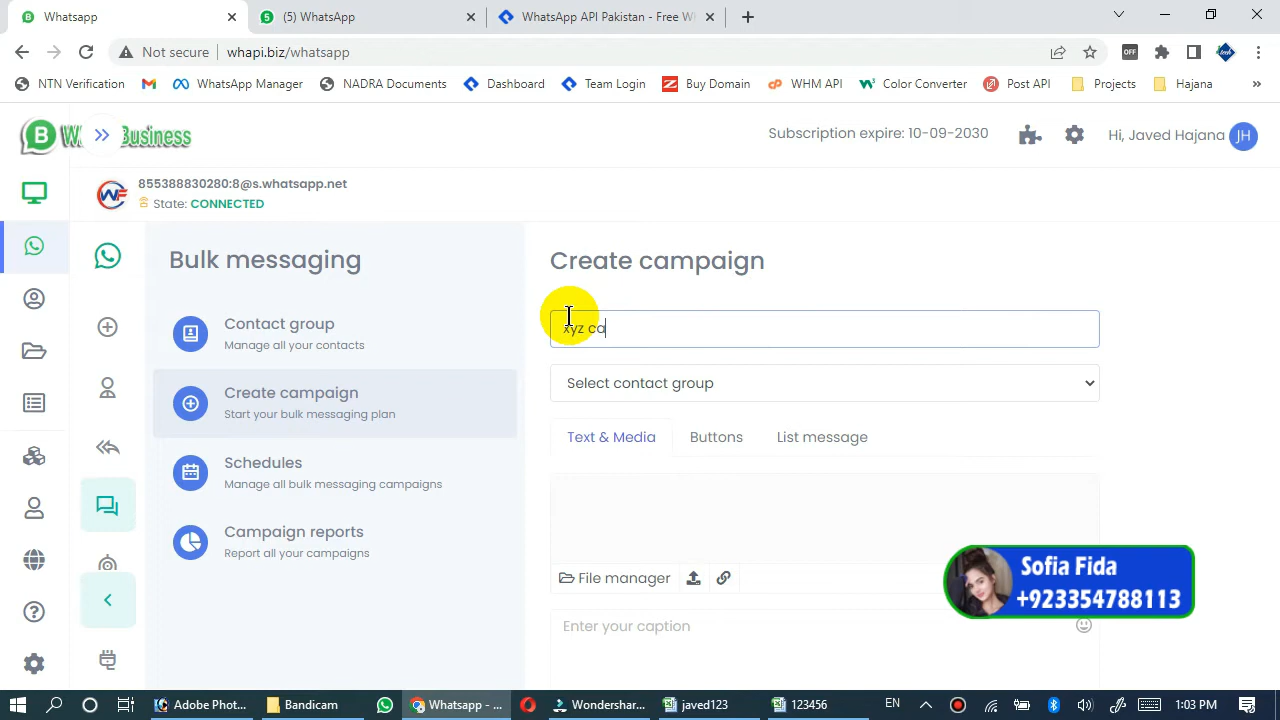 Whatsapp
(5) WhatsApp
WhatsApp API Pakistan - Free W
Not secure
whapi.biz/whatsapp
OFF
NTN Verification
WhatsApp Manager
NADRA Documents
Dashboard
Team Login
Buy Domain
WHM API
Color Converter
Post API
Projects
Hajana
Business
Subscription expire: 10-09-2030
Hi, Javed Hajana
JH
855388830280:8@s.whatsapp.net
State: CONNECTED
Bulk messaging
Contact group
Manage all your contacts
Create campaign
Start your bulk messaging plan
Schedules
Manage all bulk messaging campaigns
Campaign reports
Report all your campaigns
Create campaign
xyz ca
Select contact group
Text & Media
Buttons
List message
File manager
Enter your caption
Sofia Fida
+923354788113
Adobe Phot...
Bandicam
Whatsapp - ...
Wondershar...
javed123
123456
EN
1:03 PM